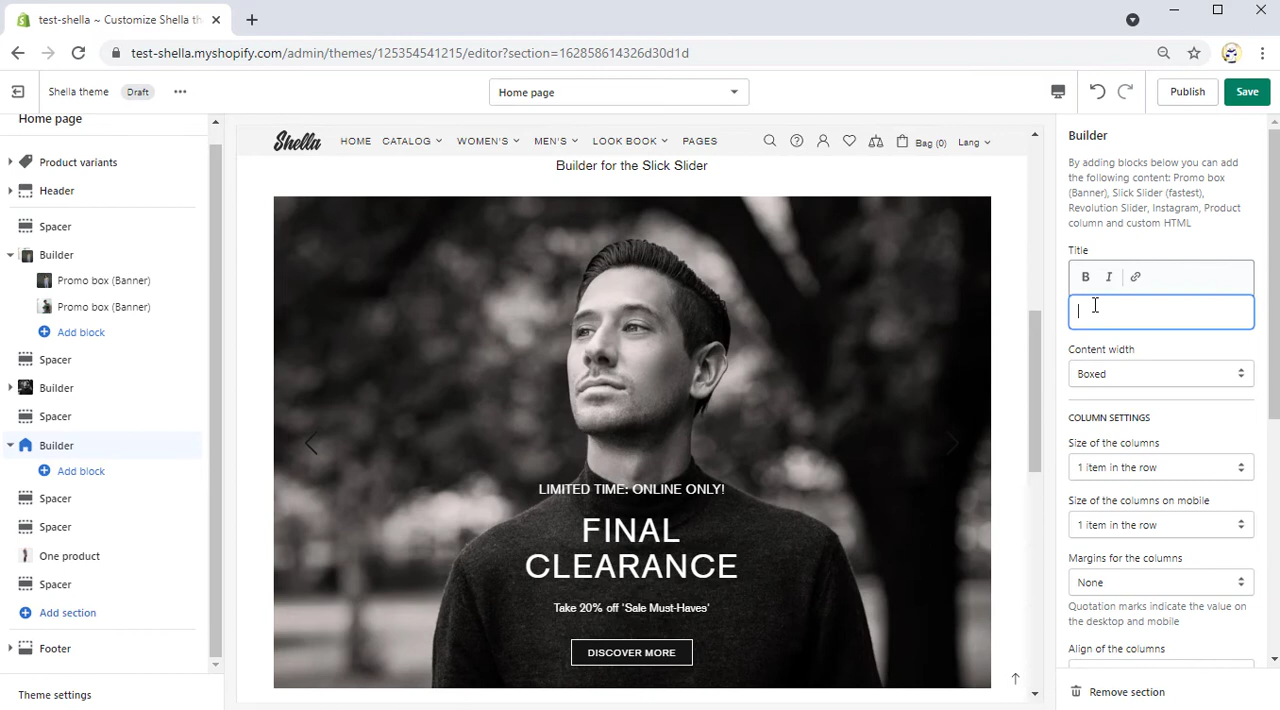 test-shella ~ Customize Shella th
test-shella.myshopify.com/admin/themes/125354541215/editor?section=162858614326d30d1d
Shella theme
Draft
Home page
Publish
Save
Home page
Product variants
Header
Spacer
Builder
Promo box (Banner)
Promo box (Banner)
Add block
Spacer
Builder
Spacer
Builder
Add block
Spacer
Spacer
One product
Spacer
Add section
Footer
Theme settings
Shella
HOME
CATALOG
WOMEN'S
MEN'S
LOOK BOOK
PAGES
Bag (0)
Lang
Builder for the Slick Slider
LIMITED TIME: ONLINE ONLY!
FINAL
CLEARANCE
Take 20% off 'Sale Must-Haves'
DISCOVER MORE
Builder
By adding blocks below you can add
the following content: Promo box
(Banner), Slick Slider (fastest),
Revolution Slider, Instagram, Product
column and custom HTML
Title
B I
Content width
Boxed
COLUMN SETTINGS
Size of the columns
1 item in the row
Size of the columns on mobile
1 item in the row
Margins for the columns
None
Quotation marks indicate the value on
the desktop and mobile
Align of the columns
Remove section